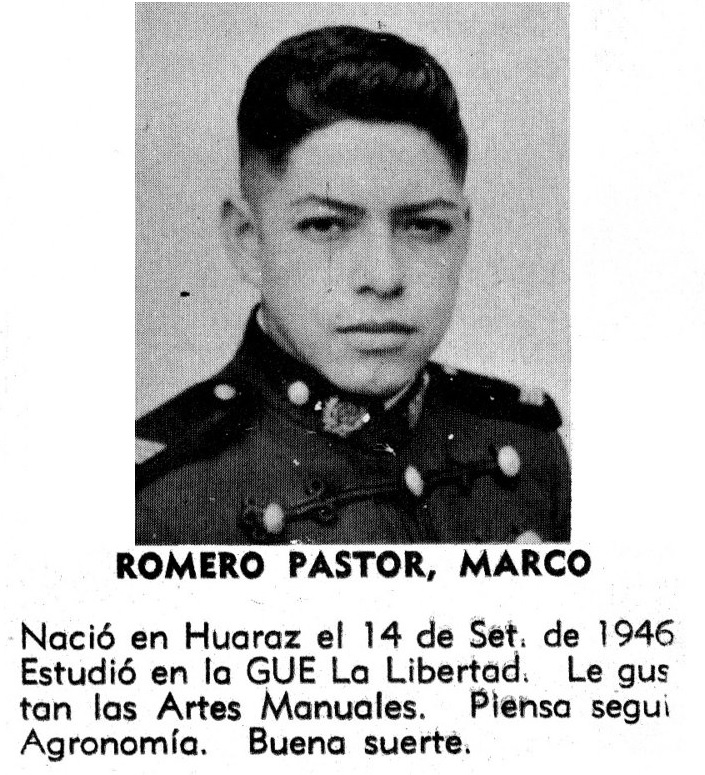 ROMERO PASTOR, MARCO
Nació en Huaraz el 14 de Set. de 1946
Estudió en la GUE La Libertad. Le gus
tan las Artes Manuales. Piensa segui
Agronomía. Buena suerte.